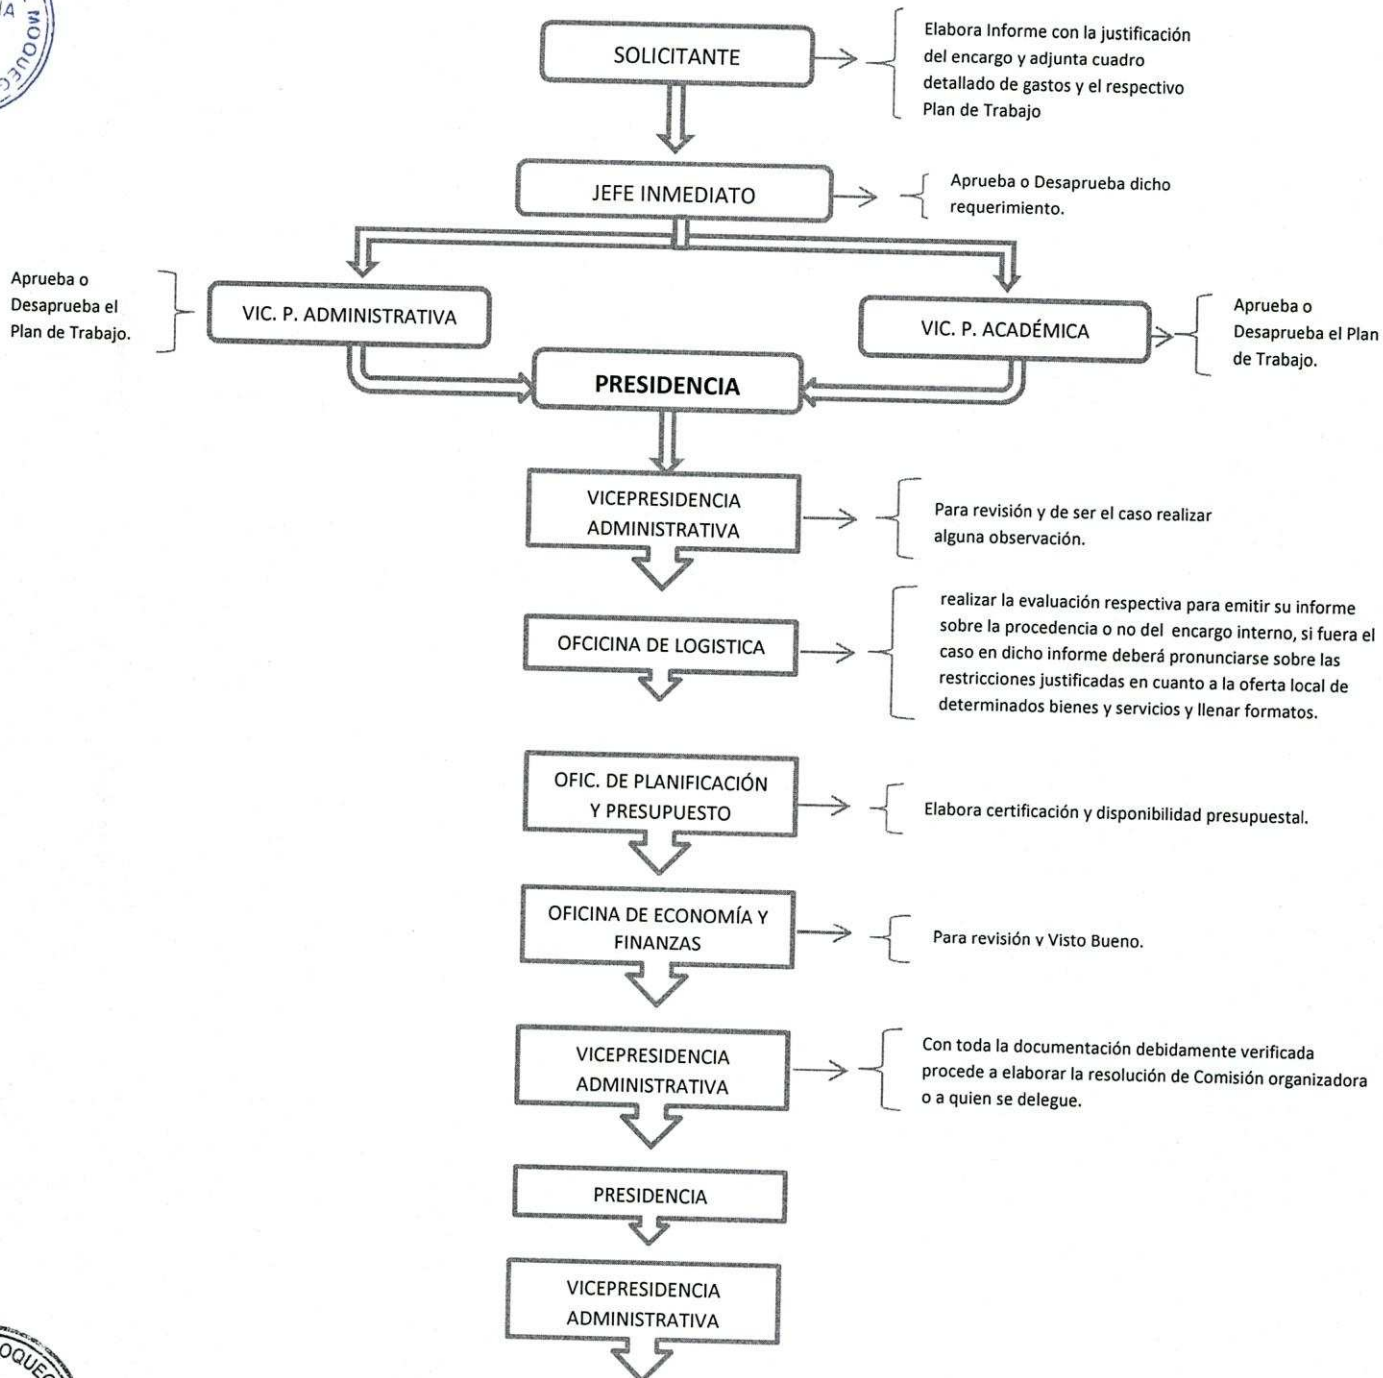 MOQUEG
SOLICITANTE
Elabora Informe con la justificación
del encargo y adjunta cuadro
detallado de gastos y el respectivo
Plan de Trabajo
JEFE INMEDIATO
Aprueba o Desaprueba dicho
requerimiento.
Aprueba o
Desaprueba el
Plan de Trabajo.
VIC. P. ADMINISTRATIVA
VIC. P. ACADÉMICA
Aprueba o
Desaprueba el Plan
de Trabajo.
PRESIDENCIA
VICEPRESIDENCIA
ADMINISTRATIVA
Para revisión y de ser el caso realizar
alguna observación.
OFCICINA DE LOGISTICA
realizar la evaluación respectiva para emitir su informe
sobre la procedencia o no del encargo interno, si fuera el
caso en dicho informe deberá pronunciarse sobre las
restricciones justificadas en cuanto a la oferta local de
determinados bienes y servicios y llenar formatos.
OFIC. DE PLANIFICACIÓN
Y PRESUPUESTO
Elabora certificación y disponibilidad presupuestal.
OFICINA DE ECONOMÍA Y
FINANZAS
Para revisión y Visto Bueno.
VICEPRESIDENCIA
ADMINISTRATIVA
Con toda la documentación debidamente verificada
procede a elaborar la resolución de Comisión organizadora
o a quien se delegue.
PRESIDENCIA
VICEPRESIDENCIA
ADMINISTRATIVA
OQUEG